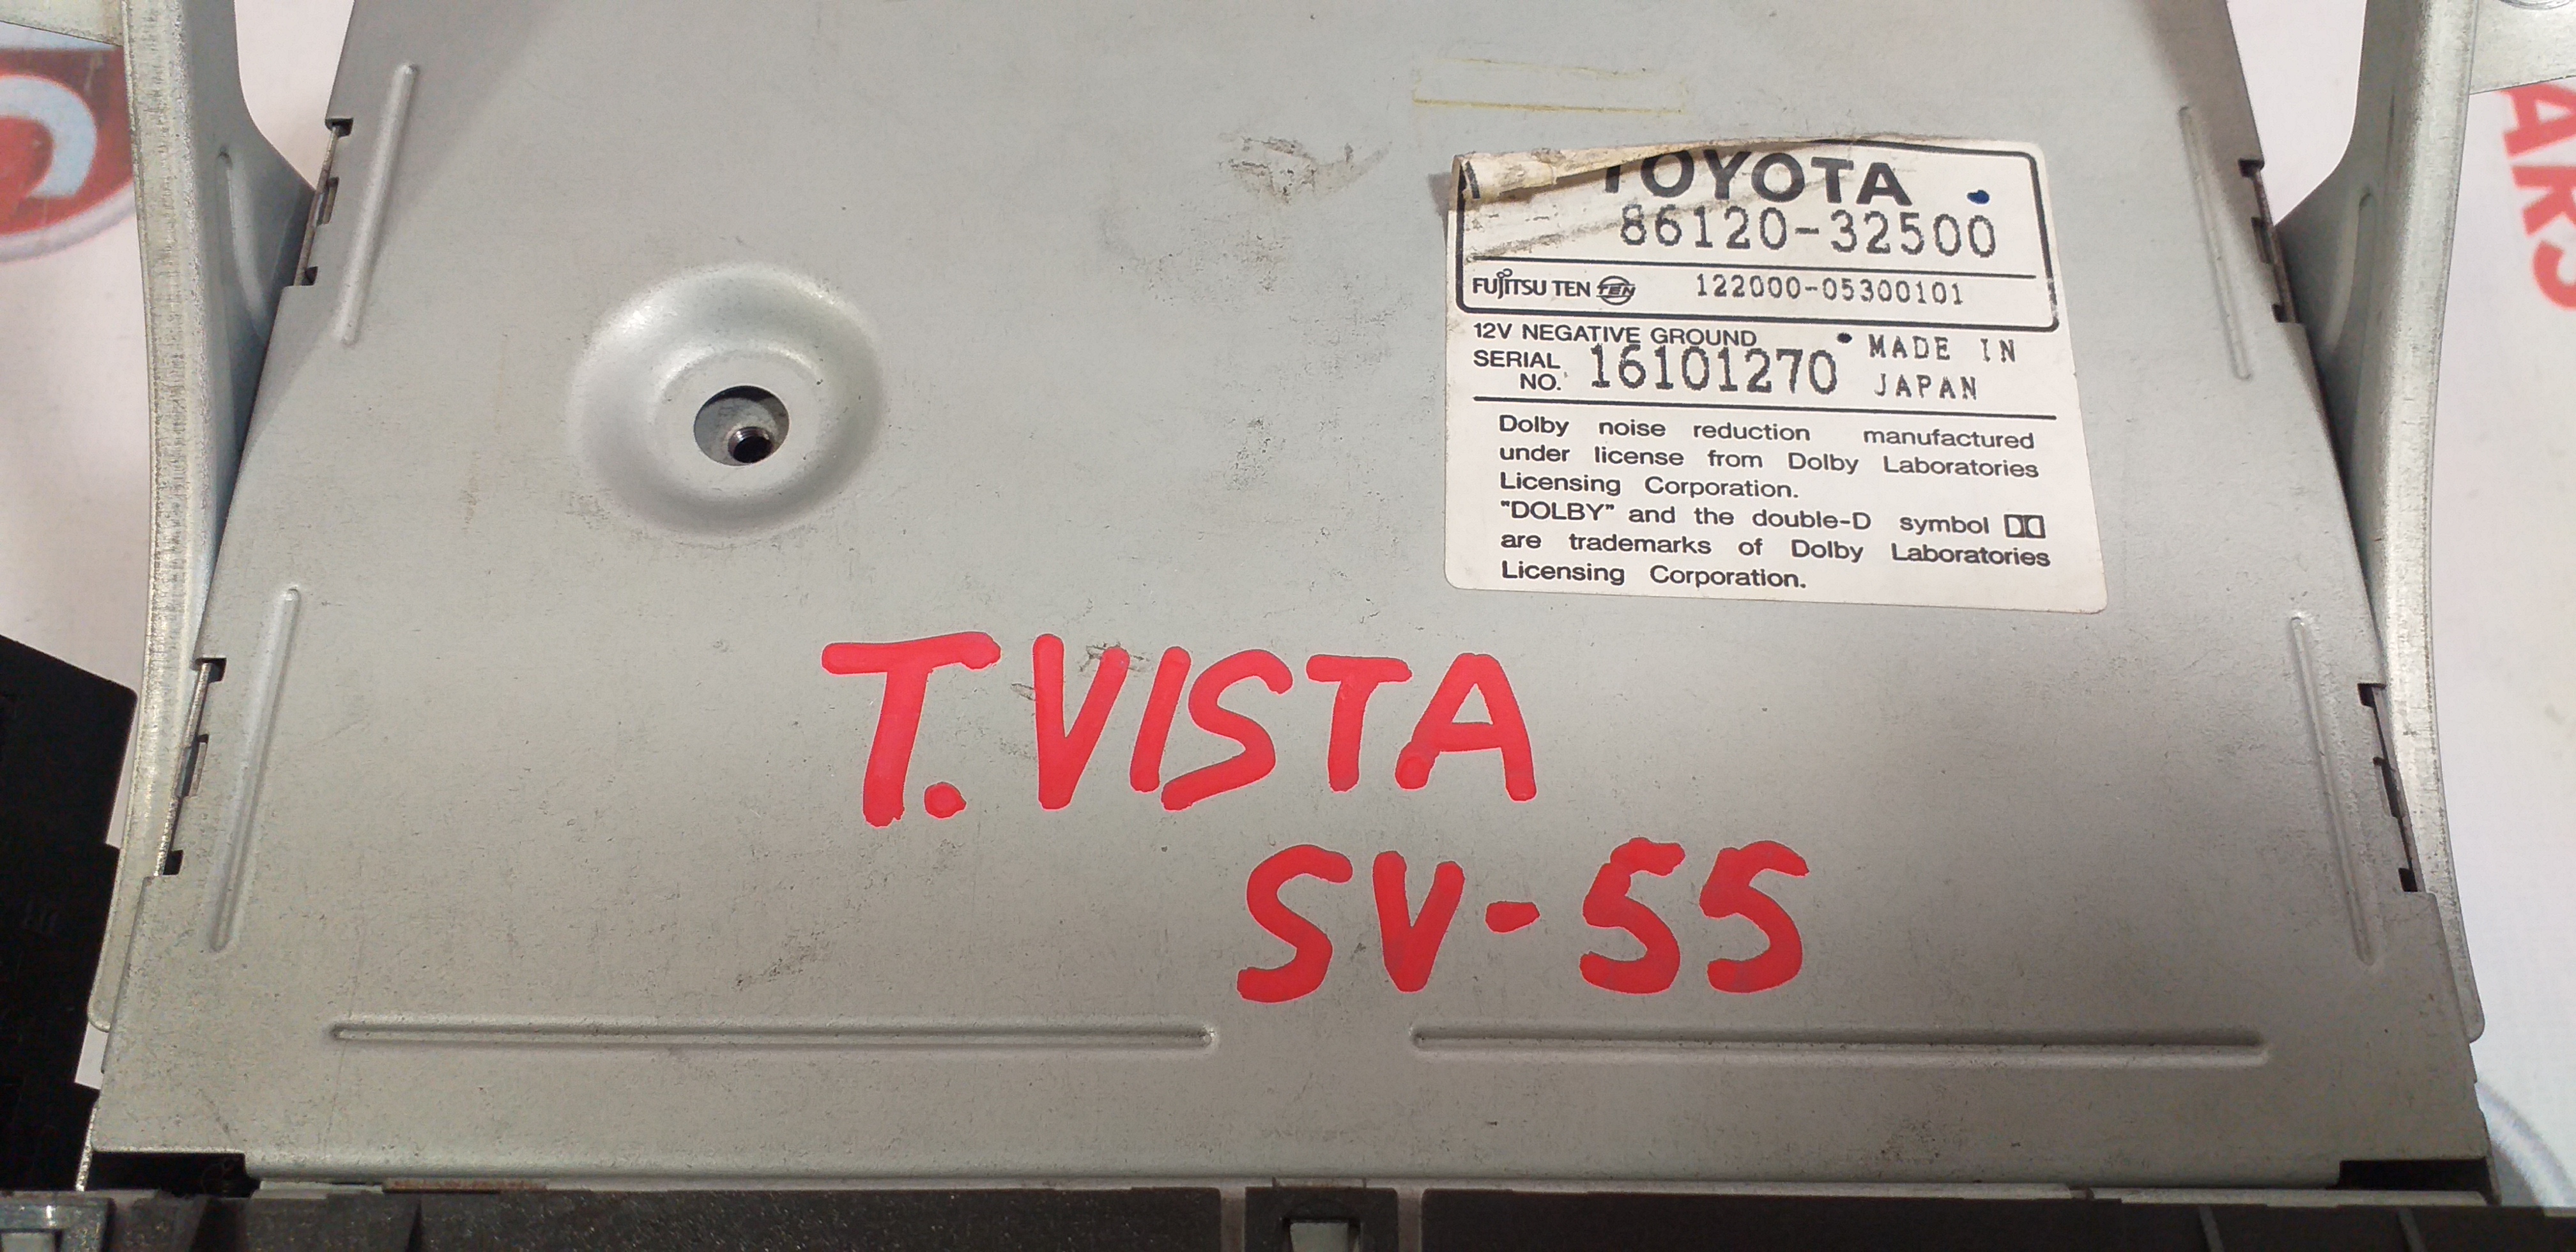 TOYOTA
86120-32500
FUJITSU TEN TEN 122000-05300101
12V NEGATIVE GROUND
SERIAL NO. 16101270
MADE IN
JAPAN
Dolby noise reduction manufactured
under license from Dolby Laboratories
Licensing Corporation.
"DOLBY" and the double-D symbol
are trademarks of Dolby Laboratories
Licensing Corporation.
T.VISTA
SV-55
ARS